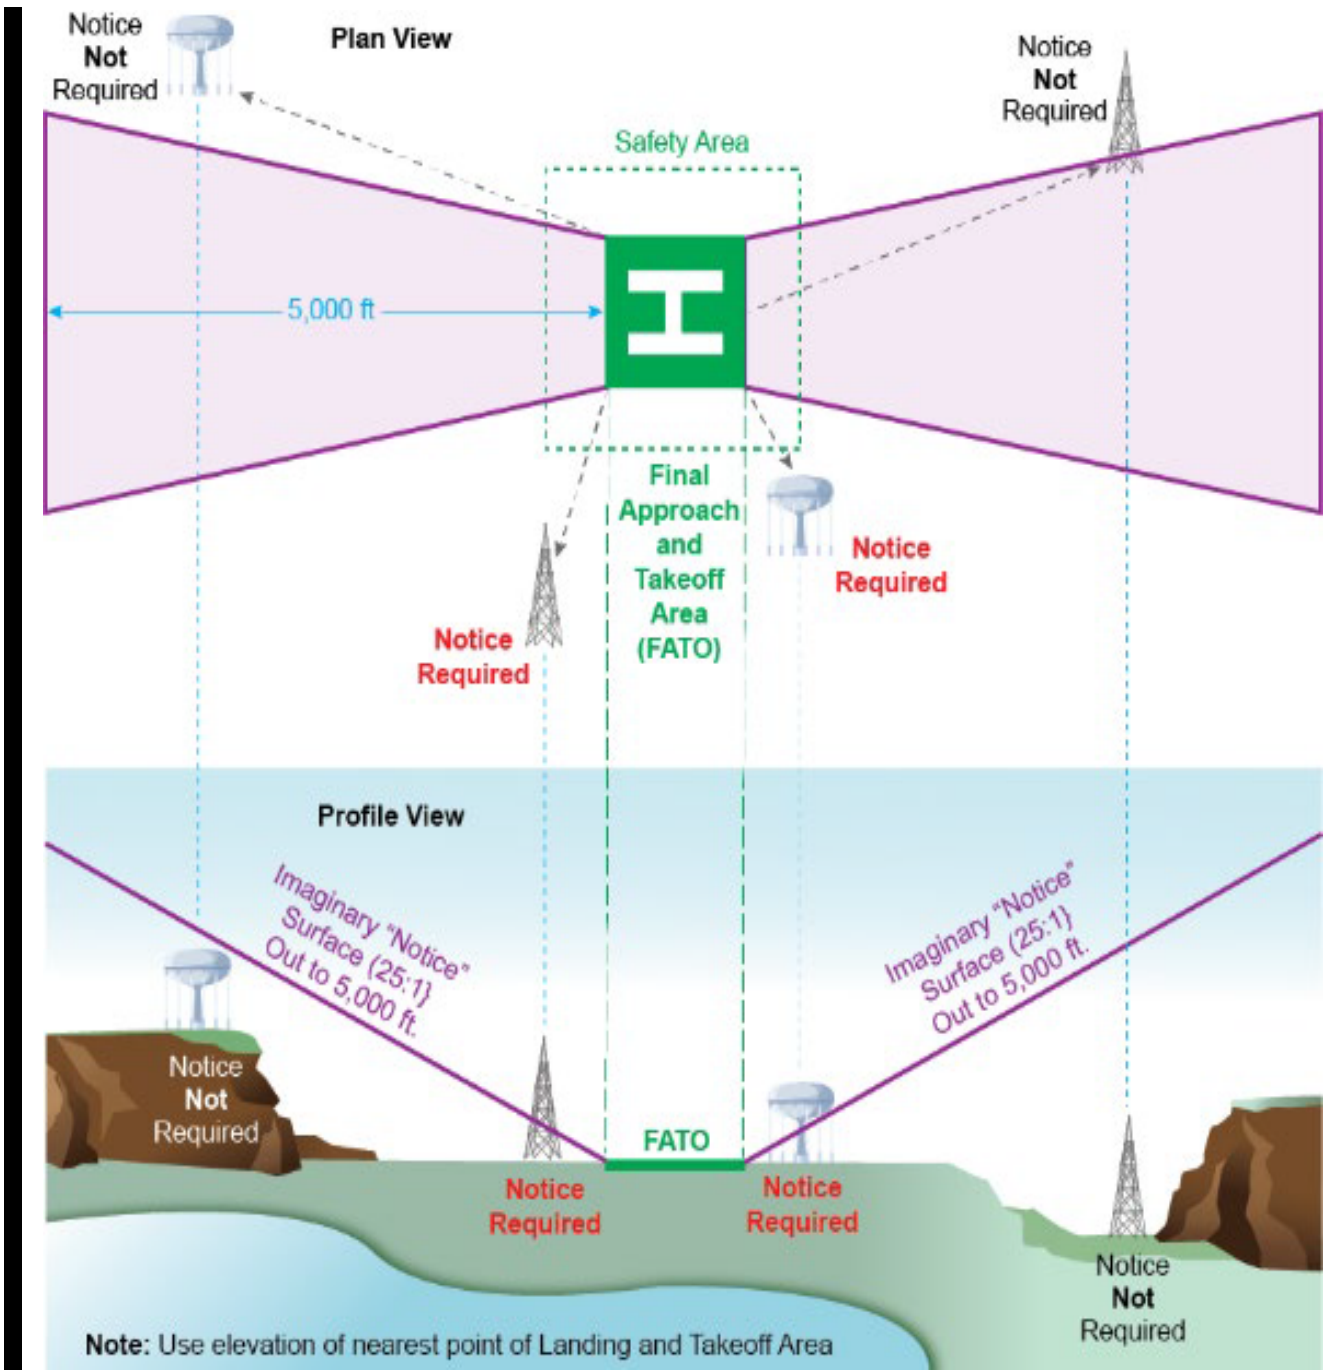 Notice
Not
Required
Plan View
Notice
Not
Required
Safety Area
5,000 ft
H
Final
Approach
and
Takeoff
Area
(FATO)
Notice
Required
Notice
Required
Profile View
Imaginary “Notice”
Surface (25:1}
Out to 5,000 ft.
Imaginary “Notice”
Surface (25:1}
Out to 5,000 ft.
Notice
Not
Required
FATO
Notice
Required
Notice
Required
Notice
Not
Required
Note: Use elevation of nearest point of Landing and Takeoff Area